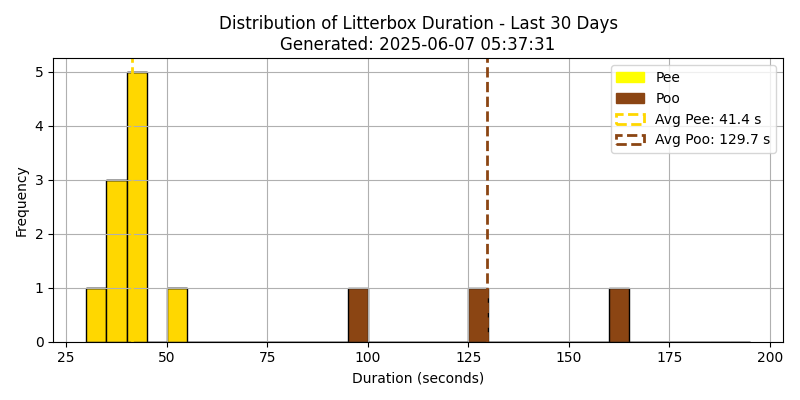 Distribution of Litterbox Duration - Last 30 Days
Generated: 2025-06-07 05:37:31
Pee
Poo
Avg Pee: 41.4 s
Avg Poo: 129.7 s
Frequency
5
4
3
2
1
0
25 50 75 100 125 150 175 200
Duration (seconds)